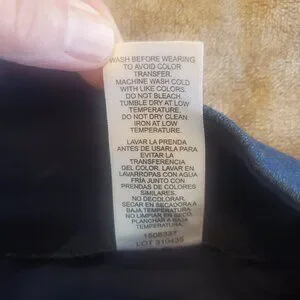 WASH BEFORE WEARING
TO AVOID COLOR
TRANSFER.
MACHINE WASH COLD
WITH LIKE COLORS.
DO NOT BLEACH.
TUMBLE DRY AT LOW
TEMPERATURE.
DO NOT DRY CLEAN.
IRON AT LOW
TEMPERATURE.
LAVAR LA PRENDA
ANTES DE USARLA PARA
EVITAR LA
TRANSFERENCIA
DEL COLOR. LAVAR EN
LAVARROPAS CON AGUA
FRÍA JUNTO CON
PRENDAS DE COLORES
SIMILARES.
NO DECOLORAR.
SECAR EN SECADORA A
BAJA TEMPERATURA.
NO LIMPIAR EN SECO.
PLANCHAR A BAJA
TEMPERATURA.
LOT